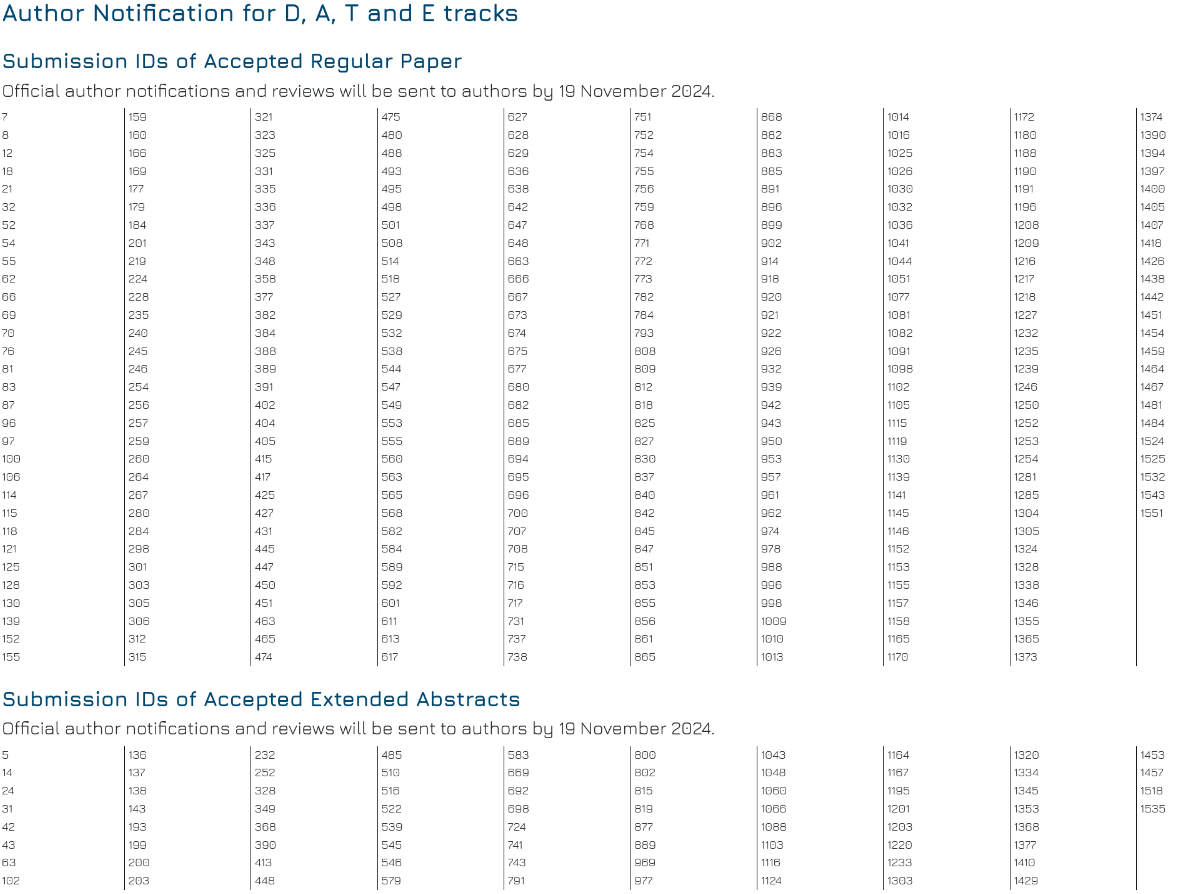 Author Notification for D, A, T and E tracks
Submission IDs of Accepted Regular Paper
Official author notifications and reviews will be sent to authors by 19 November 2024.
7 159 321 475 627 751 868 1014 1172 1374
8 160 323 480 628 752 882 1016 1180 1390
12 166 325 488 629 754 883 1025 1188 1394
18 169 331 493 636 755 885 1026 1190 1397
21 177 335 495 638 756 891 1030 1191 1400
32 179 336 498 642 759 896 1032 1196 1405
52 184 337 501 647 768 899 1036 1208 1407
54 201 343 508 648 771 902 1041 1209 1418
55 219 348 514 663 772 914 1044 1216 1426
62 224 358 518 666 773 918 1051 1217 1438
66 228 377 527 667 782 920 1077 1218 1442
69 235 382 529 673 784 921 1081 1227 1451
70 240 384 532 674 793 922 1082 1232 1454
76 245 388 538 675 808 926 1091 1235 1459
81 246 389 544 677 809 932 1098 1239 1464
83 254 391 547 680 812 939 1102 1246 1467
87 256 402 549 682 818 942 1105 1250 1481
96 257 404 553 685 825 943 1115 1252 1484
97 259 405 555 689 827 950 1119 1253 1524
100 260 415 560 694 830 953 1130 1254 1525
106 264 417 563 695 837 957 1139 1281 1532
114 267 425 565 696 840 961 1141 1285 1543
115 280 427 568 700 842 962 1145 1304 1551
118 284 431 582 707 845 974 1146 1305
121 298 445 584 708 847 978 1152 1324
125 301 447 589 715 851 988 1153 1328
128 303 450 592 716 853 996 1155 1338
130 305 451 601 717 855 998 1157 1346
139 306 463 611 731 856 1009 1158 1355
152 312 465 613 737 861 1010 1165 1365
155 315 474 617 738 865 1013 1170 1373
Submission IDs of Accepted Extended Abstracts
Official author notifications and reviews will be sent to authors by 19 November 2024.
5 136 232 485 583 800 1043 1164 1320 1453
14 137 252 510 669 802 1048 1167 1334 1457
24 138 328 516 692 815 1060 1195 1345 1518
31 143 349 522 698 819 1066 1201 1353 1535
42 193 368 539 724 877 1088 1203 1368
43 199 390 545 741 889 1103 1220 1377
63 200 413 546 743 969 1116 1233 1410
102 203 448 579 791 977 1124 1303 1429